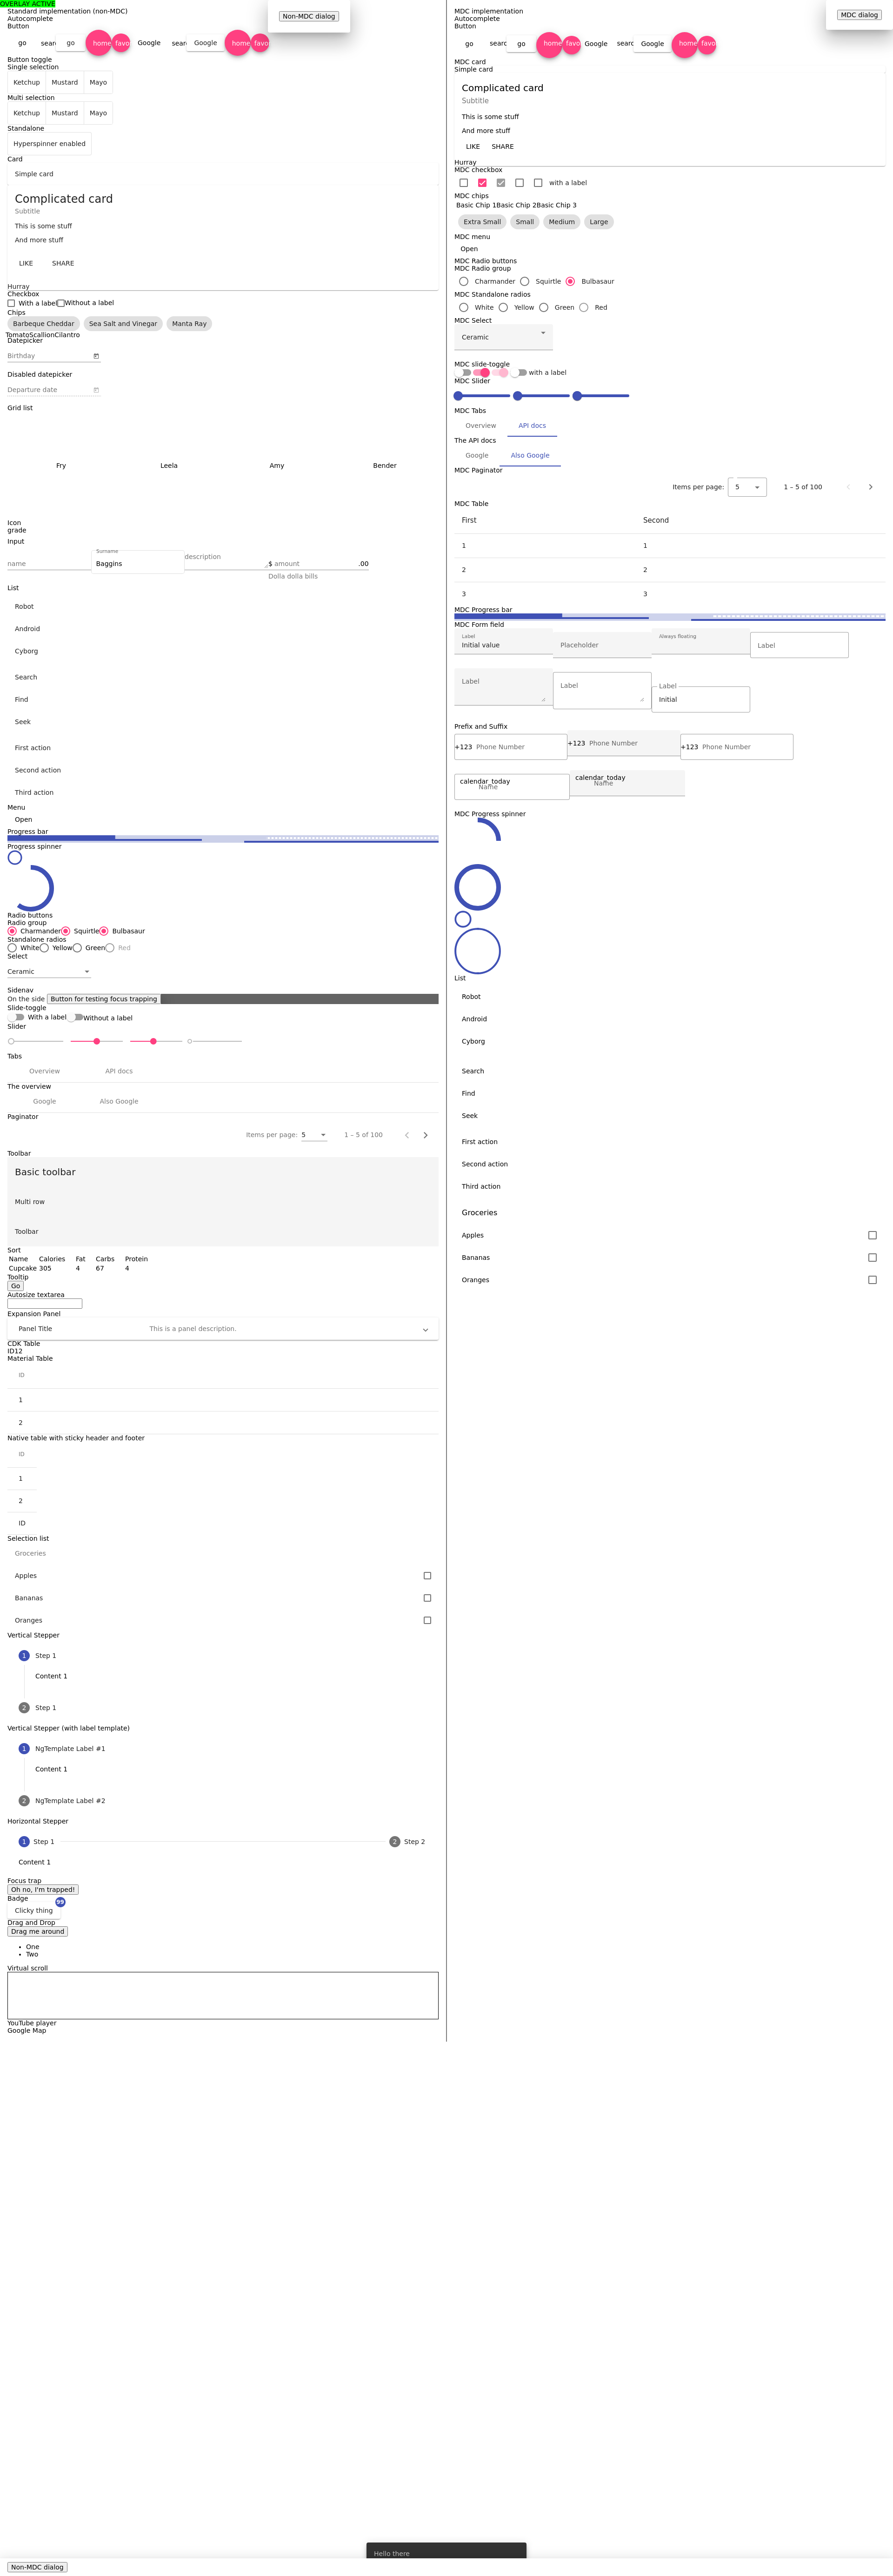 OVERLAY ACTIVE
Standard implementation (non-MDC)
Non-MDC dialog
Autocomplete
Button
go
go
home
favo
Google
Google
home
favo
Button toggle
Single selection
Ketchup Mustard Mayo
Multi selection
Ketchup Mustard Mayo
Standalone
Hyperspinner enabled
Card
Simple card
Complicated card
Subtitle
This is some stuff
And more stuff
LIKE SHARE
Hurray
Checkbox
With a label Without a label
Chips
Barbeque Cheddar Sea Salt and Vinegar Manta Ray
TomatoScallionCilantro
Datepicker
Birthday
Disabled datepicker
Departure date
Grid list
Fry Leela Amy Bender
Icon
grade
Input
Surname
name Baggins description $ amount .00
Dolla dolla bills
List
Robot
Android
Cyborg
Search
Find
Seek
First action
Second action
Third action
Menu
Open
Progress bar
Progress spinner
Radio buttons
Radio group
Charmander Squirtle Bulbasaur
Standalone radios
White Yellow Green Red
Select
Ceramic
Sidenav
On the side Button for testing focus trapping
Slide-toggle
With a label Without a label
Slider
Tabs
Overview API docs
The overview
Google Also Google
Paginator
Items per page: 5 1 – 5 of 100
Toolbar
Basic toolbar
Multi row
Toolbar
Sort
Name Calories Fat Carbs Protein
Cupcake 305 4 67 4
Tooltip
Go
Autosize textarea
Expansion Panel
Panel Title This is a panel description.
CDK Table
ID12
Material Table
ID
1
2
Native table with sticky header and footer
ID
1
2
ID
Selection list
Groceries
Apples
Bananas
Oranges
Vertical Stepper
1 Step 1
Content 1
2 Step 1
Vertical Stepper (with label template)
1 NgTemplate Label #1
Content 1
2 NgTemplate Label #2
Horizontal Stepper
1 Step 1 2 Step 2
Content 1
Focus trap
Oh no, I'm trapped!
Badge
99
Clicky thing
Drag and Drop
Drag me around
One
Two
Virtual scroll
YouTube player
Google Map
MDC implementation
MDC dialog
Autocomplete
Button
go
searc
go
home
favo
Google
searc
Google
home
favo
MDC card
Simple card
Complicated card
Subtitle
This is some stuff
And more stuff
LIKE SHARE
Hurray
MDC checkbox
with a label
MDC chips
Basic Chip 1Basic Chip 2Basic Chip 3
Extra Small Small Medium Large
MDC menu
Open
MDC Radio buttons
MDC Radio group
Charmander Squirtle Bulbasaur
MDC Standalone radios
White Yellow Green Red
MDC Select
Ceramic
MDC slide-toggle
with a label
MDC Slider
MDC Tabs
Overview API docs
The API docs
Google Also Google
MDC Paginator
Items per page: 5 1 – 5 of 100
MDC Table
First Second
1 1
2 2
3 3
MDC Progress bar
MDC Form field
Label Always floating
Initial value Placeholder Label
Label Label Label
Initial
Prefix and Suffix
+123 Phone Number +123 Phone Number +123 Phone Number
calendar_today calendar_today
Name Name
MDC Progress spinner
List
Robot
Android
Cyborg
Search
Find
Seek
First action
Second action
Third action
Groceries
Apples
Bananas
Oranges
Hello there
Non-MDC dialog